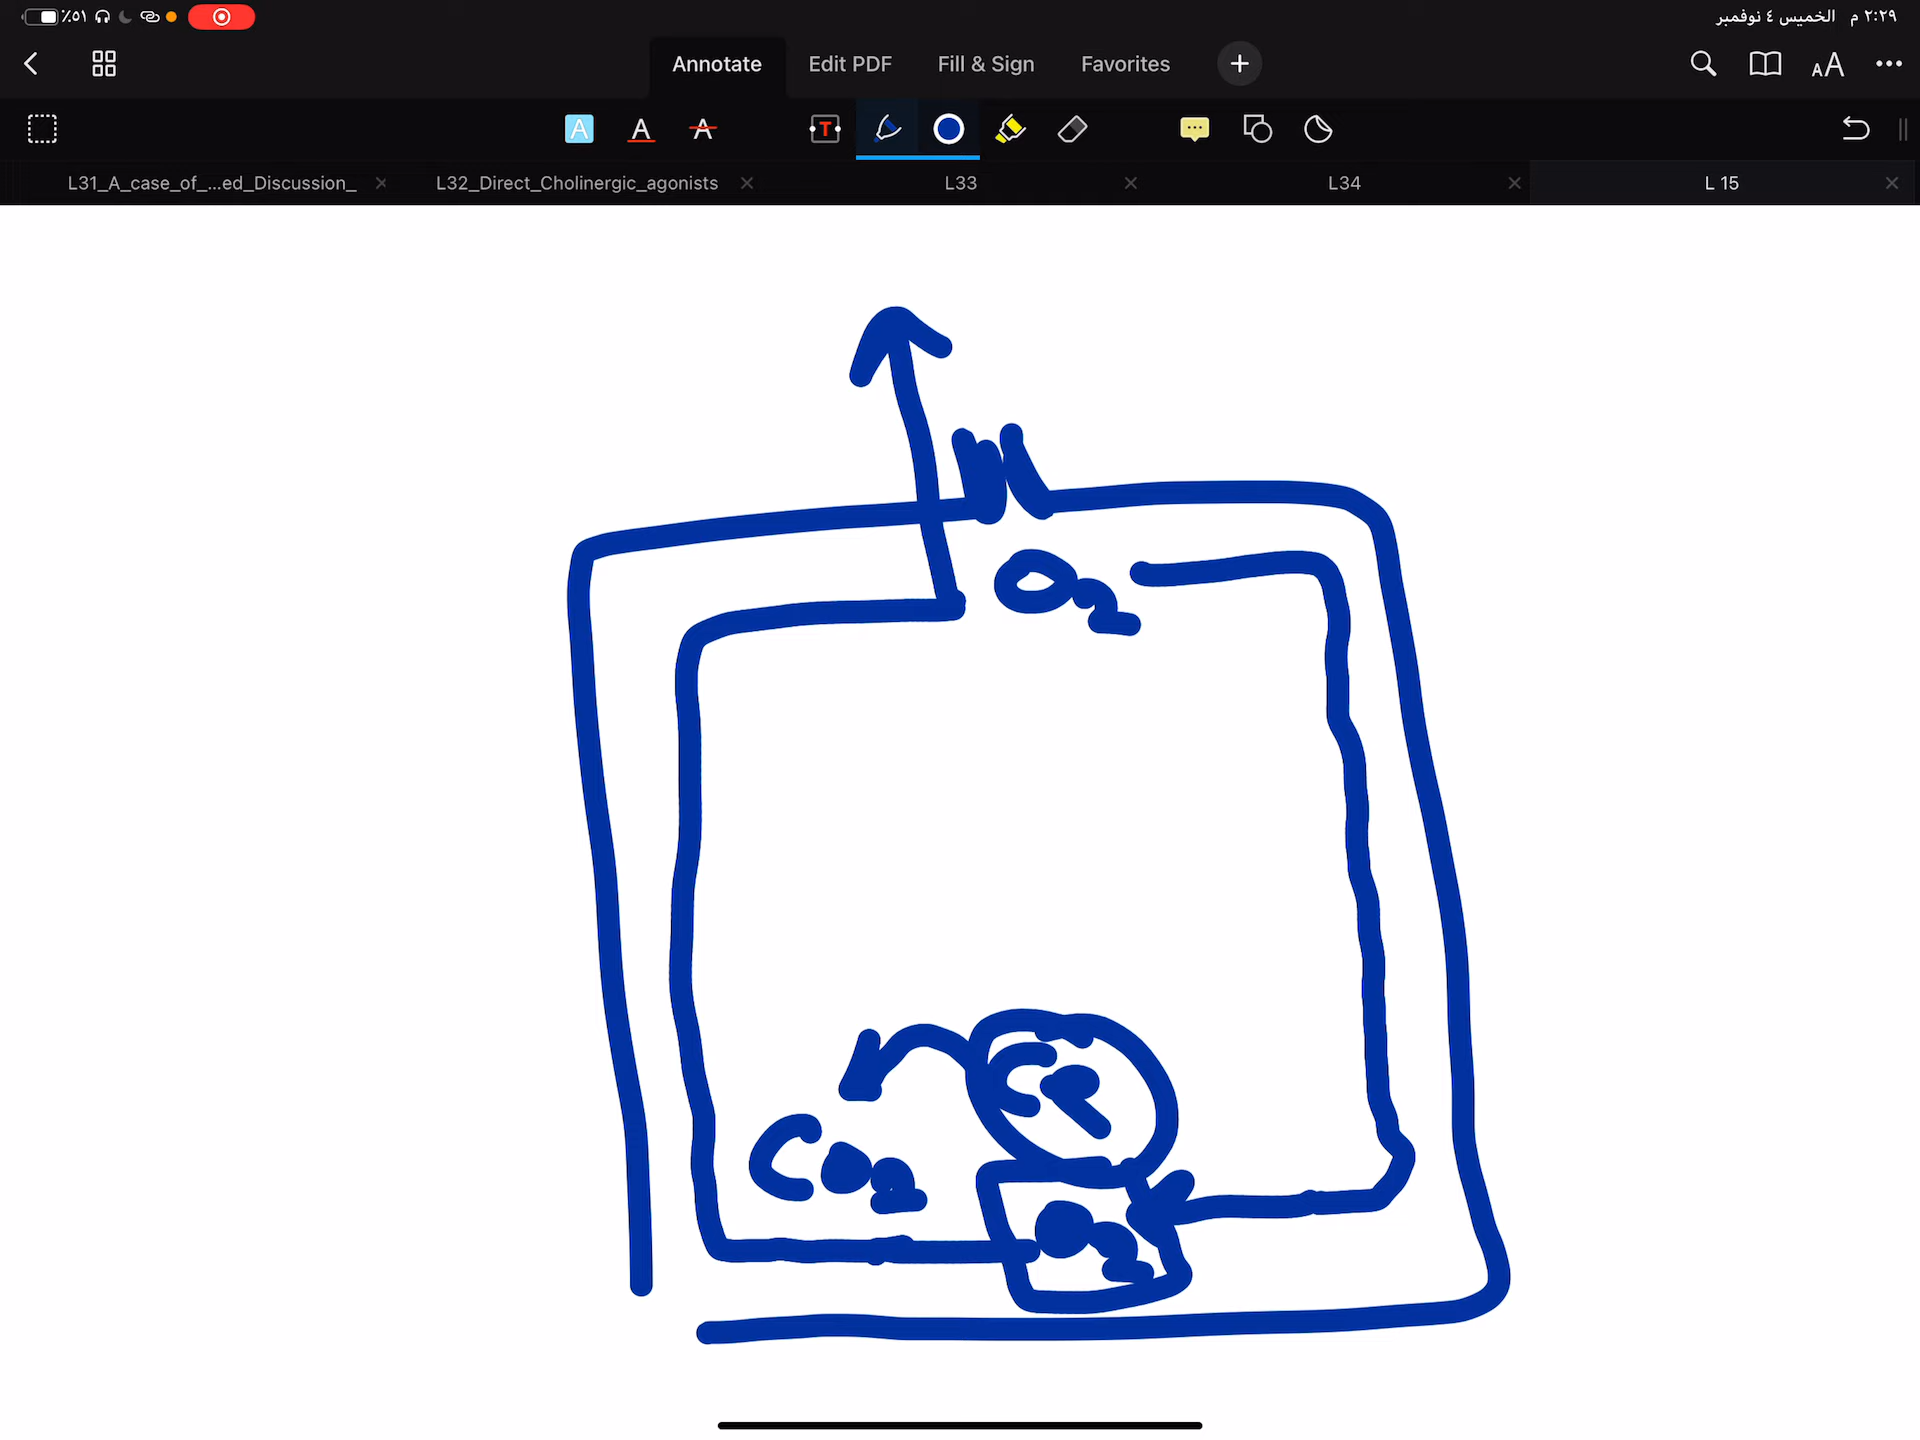 ٪٥١
٢:٢٩ م الخميس ٤ نوفمبر
Annotate Edit PDF Fill & Sign Favorites
AA
A A A T
L31_A_case_of_...ed_Discussion_ L32_Direct_Cholinergic_agonists L33 L34 L 15
O2
CO2
O2